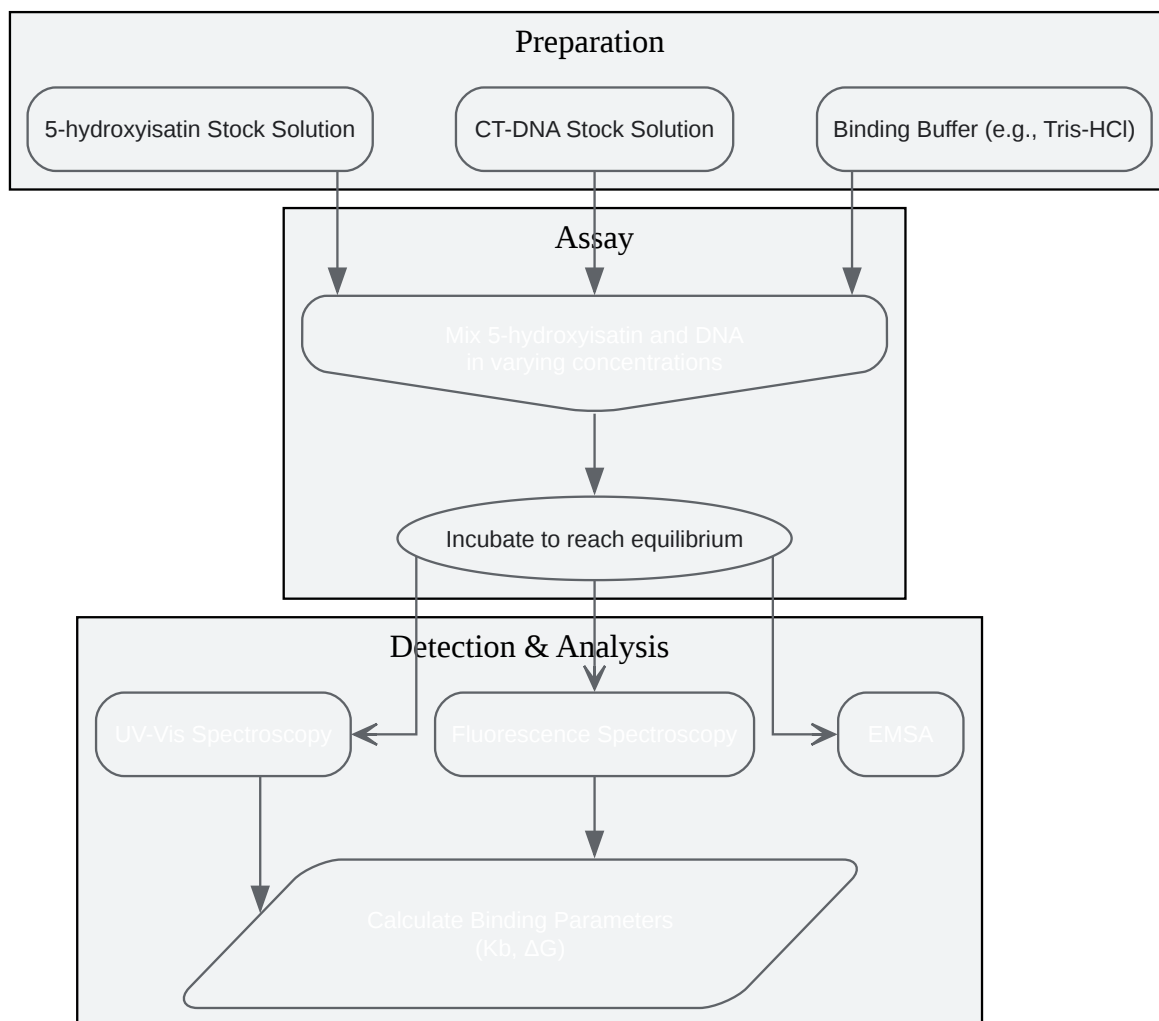 Preparation
5-hydroxyisatin Stock Solution
CT-DNA Stock Solution
Binding Buffer (e.g., Tris-HCl)
Assay
Mix 5-hydroxyisatin and DNA
in varying concentrations
Incubate to reach equilibrium
Detection & Analysis
UV-Vis Spectroscopy
Fluorescence Spectroscopy
EMSA
Calculate Binding Parameters
(Kb, ΔG)